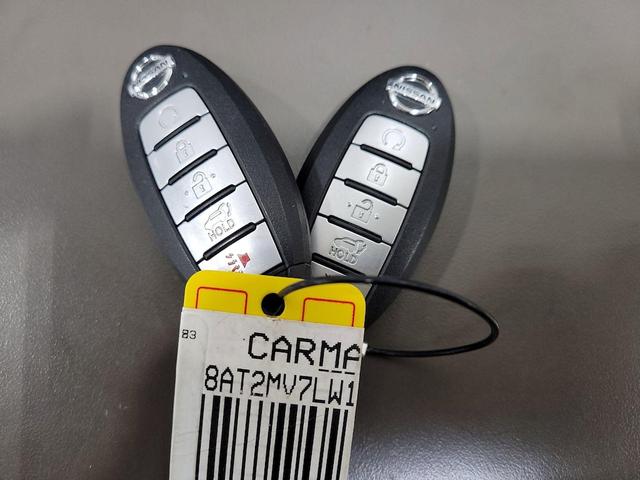 NISSAN
NISSAN
HOLD
HOLD
83
CARMA
8AT2MV7LW1